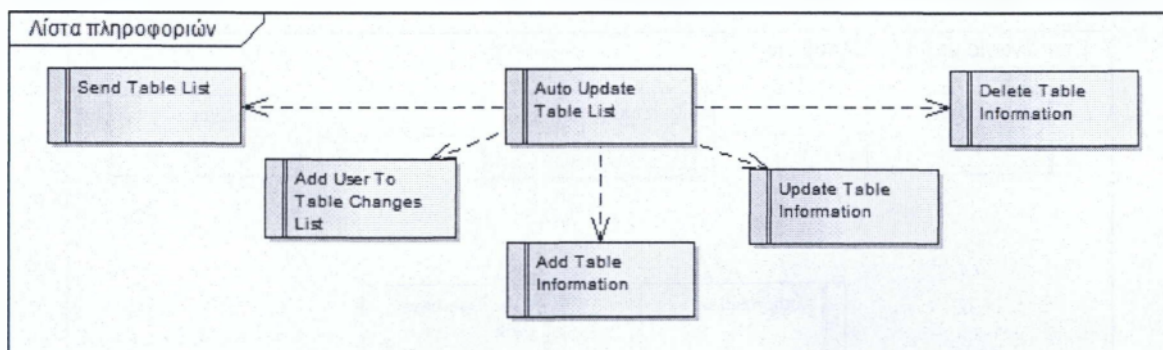 Λίστα πληροφοριών
Send Table List
Auto Update
Table List
Delete Table
Information
Add User To
Table Changes
List
Update Table
Information
Add Table
Information